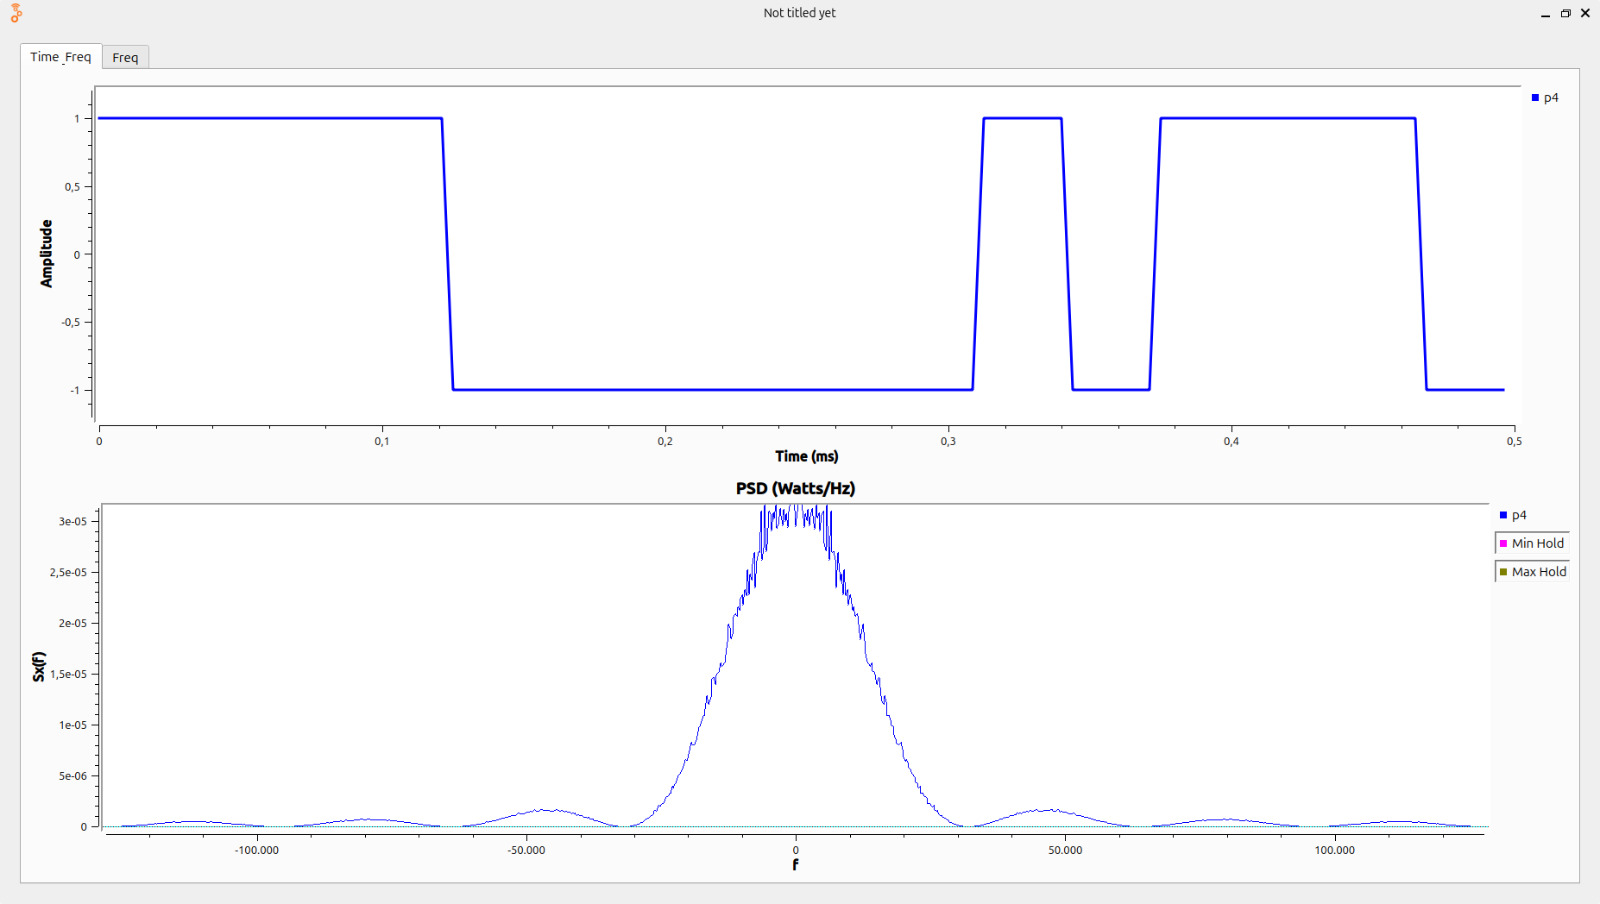 Not titled yet
Time_Freq
Freq
p4
1
0,5
0
-0,5
-1
Amplitude
0
0,1
0,2
0,3
0,4
0,5
Time (ms)
PSD (Watts/Hz)
p4
Min Hold
Max Hold
3e-05
2,5e-05
2e-05
1,5e-05
1e-05
5e-06
0
Sx(f)
-100.000
-50.000
0
50.000
100.000
f